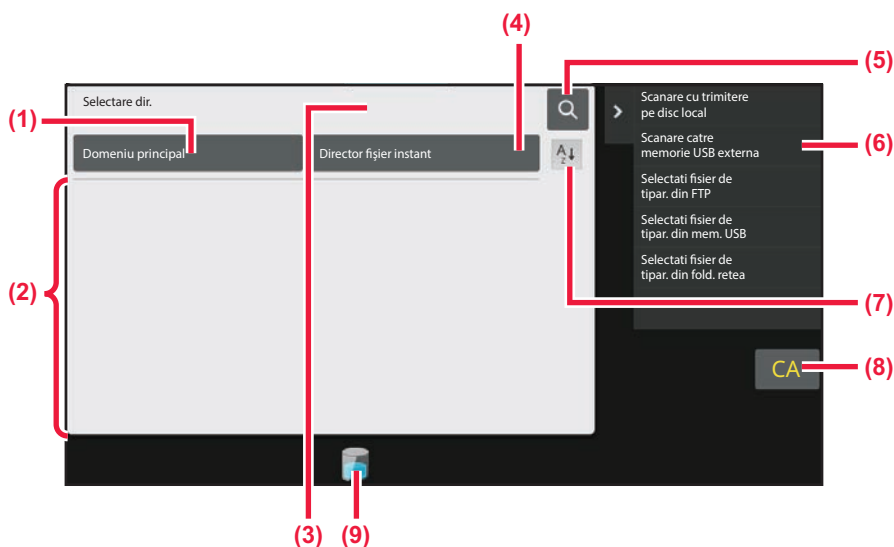 (4)
(5)
Selectare dir.
(1)
Domeniu principal
Director fișier instant
A
Z
Scanare cu trimitere
pe disc local
Scanare catre
memorie USB externa
(6)
Selectati fisier de
tipar. din FTP
Selectati fisier de
tipar. din mem. USB
Selectati fisier de
tipar. din fold. retea
(2)
(7)
CA
(8)
(3)
(9)